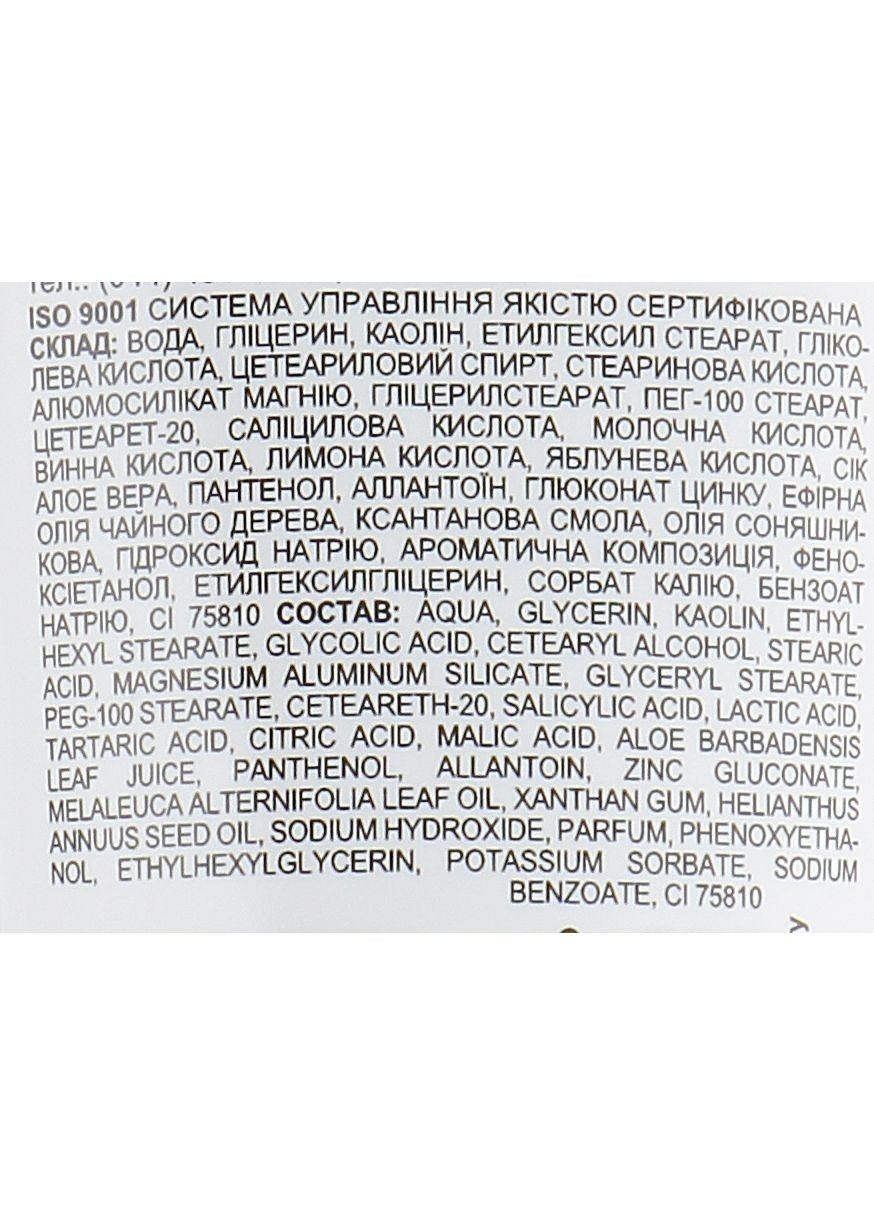 ISO 9001 СИСТЕМА УПРАВЛІННЯ ЯКІСТЮ СЕРТИФІКОВАНА
СКЛАД: ВОДА, ГЛІЦЕРИН, КАОЛІН, ЕТИЛГЕКСИЛ СТЕАРАТ, ГЛІКО-
ЛЕВА КИСЛОТА, ЦЕТЕАРИЛОВИЙ СПИРТ, СТЕАРИНОВА КИСЛОТА,
АЛЮМОСИЛІКАТ МАГНІЮ, ГЛІЦЕРИЛСТЕАРАТ, ПЕГ-100 СТЕАРАТ,
ЦЕТЕАРЕТ-20, САЛІЦИЛОВА КИСЛОТА, МОЛОЧНА КИСЛОТА,
ВИННА КИСЛОТА, ЛИМОНА КИСЛОТА, ЯБЛУНЕВА КИСЛОТА, СІК
АЛОЕ ВЕРА, ПАНТЕНОЛ, АЛЛАНТОЇН, ГЛЮКОНАТ ЦИНКУ, ЕФІРНА
ОЛІЯ ЧАЙНОГО ДЕРЕВА, КСАНТАНОВА СМОЛА, ОЛІЯ СОНЯШНИ-
КОВА, ГІДРОКСИД НАТРІЮ, АРОМАТИЧНА КОМПОЗИЦІЯ, ФЕНО-
КСІЕТАНОЛ, ЕТИЛГЕКСИЛГЛІЦЕРИН, СОРБАТ КАЛІЮ, БЕНЗОАТ
НАТРІЮ, CI 75810 СОСТАВ: AQUA, GLYCERIN, KAOLIN, ETHYL-
HEXYL STEARATE, GLYCOLIC ACID, CETEARYL ALCOHOL, STEARIC
ACID, MAGNESIUM ALUMINUM SILICATE, GLYCERYL STEARATE,
PEG-100 STEARATE, CETEARETH-20, SALICYLIC ACID, LACTIC ACID,
TARTARIC ACID, CITRIC ACID, MALIC ACID, ALOE BARBADENSIS
LEAF JUICE, PANTHENOL, ALLANTOIN, ZINC GLUCONATE,
MELALEUCA ALTERNIFOLIA LEAF OIL, XANTHAN GUM, HELIANTHUS
ANNUUS SEED OIL, SODIUM HYDROXIDE, PARFUM, PHENOXYETHA-
NOL, ETHYLHEXYLGLYCERIN, POTASSIUM SORBATE, SODIUM
BENZOATE, CI 75810